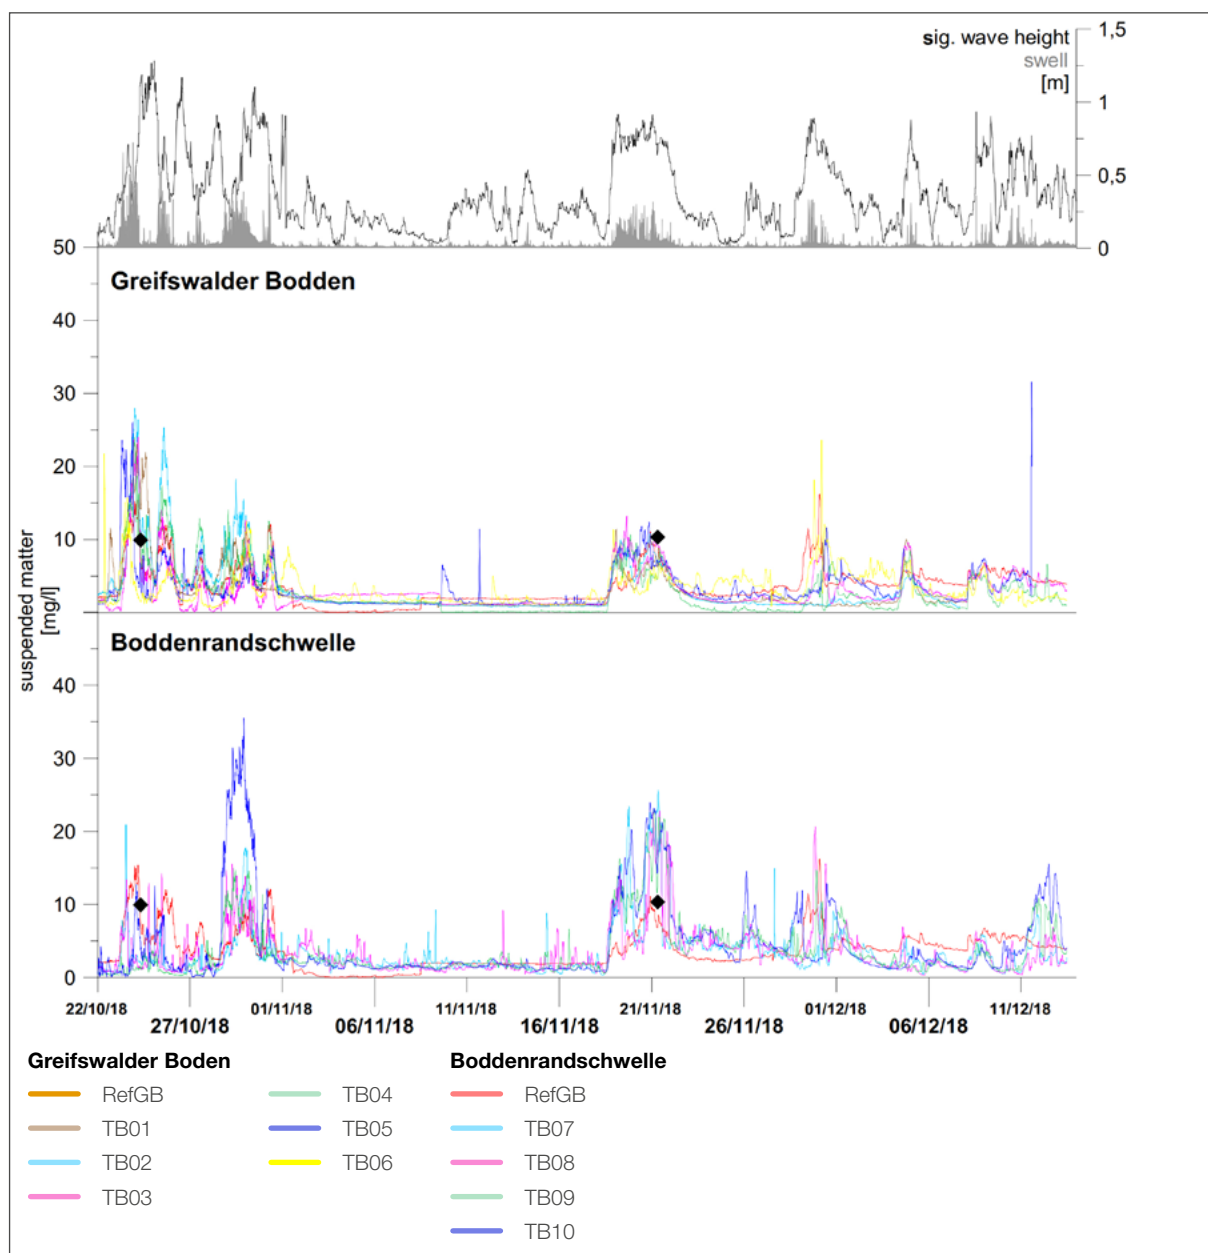 sig. wave height
swell
[m]
1,5
1
0,5
0
50
Greifswalder Bodden
40
30
20
10
suspended matter
[mg/l]
Boddenrandschwelle
40
30
20
10
0
22/10/18
27/10/18
01/11/18
06/11/18
11/11/18
16/11/18
21/11/18
26/11/18
01/12/18
06/12/18
11/12/18
Greifswalder Boden
RefGB
TB01
TB02
TB03
TB04
TB05
TB06
Boddenrandschwelle
RefGB
TB07
TB08
TB09
TB10